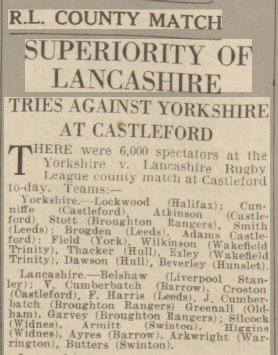 R.L. COUNTY MATCH
SUPERIORITY OF
LANCASHIRE
TRIES AGAINST YORKSHIRE
AT CASTLEFORD
THERE were 6,000 spectators at the
Yorkshire v. Lancashire Rugby
League county match at Castleford
to-day. Teams:—
Yorkshire.—Lockwood (Halifax); Cun-
niffe (Castleford), Atkinson (Castle-
ford), Stott (Broughton Rangers), Smith
(Leeds); Brogden (Leeds), Adams Castle-
ford); Field (York), Wilkinson (Wakefield
Trinity), Thacker (Hull), Exley (Wakefield
Trinity), Dawson (Hull), Beverley (Hunslet).
Lancashire.—Belshaw (Liverpool Stan-
ley); V. Cumberbatch (Barrow), Croston
(Castleford), F. Harris (Leeds), J. Cumber-
batch (Broughton Rangers) Greenall (Old-
ham), Garvey (Broughton Rangers); Silcock
(Widnes), Armitt (Swinton), Higgins
(Widnes), Ayres (Barrow), Arkwright (War-
rington), Butters (Swinton).